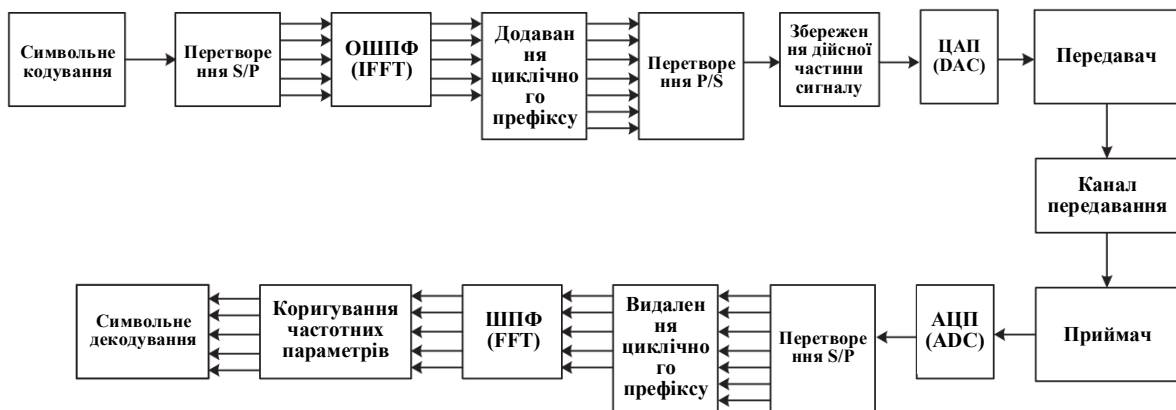 Символьне
кодування
Перетворе
ння S/P
ОШПФ
(IFFT)
Додаван
ня
циклічно
го
префіксу
Перетворе
ння P/S
Збережен
ня дійсної
частини
сигналу
ЦАП
(DAC)
Передавач
Канал
передавання
Приймач
АЦП
(ADC)
Перетворе
ння S/P
Видален
ня
циклічно
го
префіксу
ШПФ
(FFT)
Коригування
частотних
параметрів
Символьне
декодування